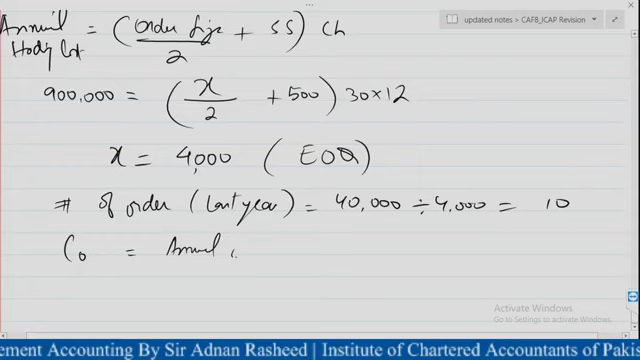 ...
updated notes > CAF8_ICAP Revision
Annual Holdg Cost = (Order Size / 2 + SS) Ch
900,000 = (x / 2 + 500) 30×12
x = 4,000 (EOQ)
# of order (last year) = 40,000 ÷ 4,000 = 10
Co = Annual
Activate Windows
Go to Settings to activate Windows.
ement Accounting By Sir Adnan Rasheed | Institute of Chartered Accountants of Pakis